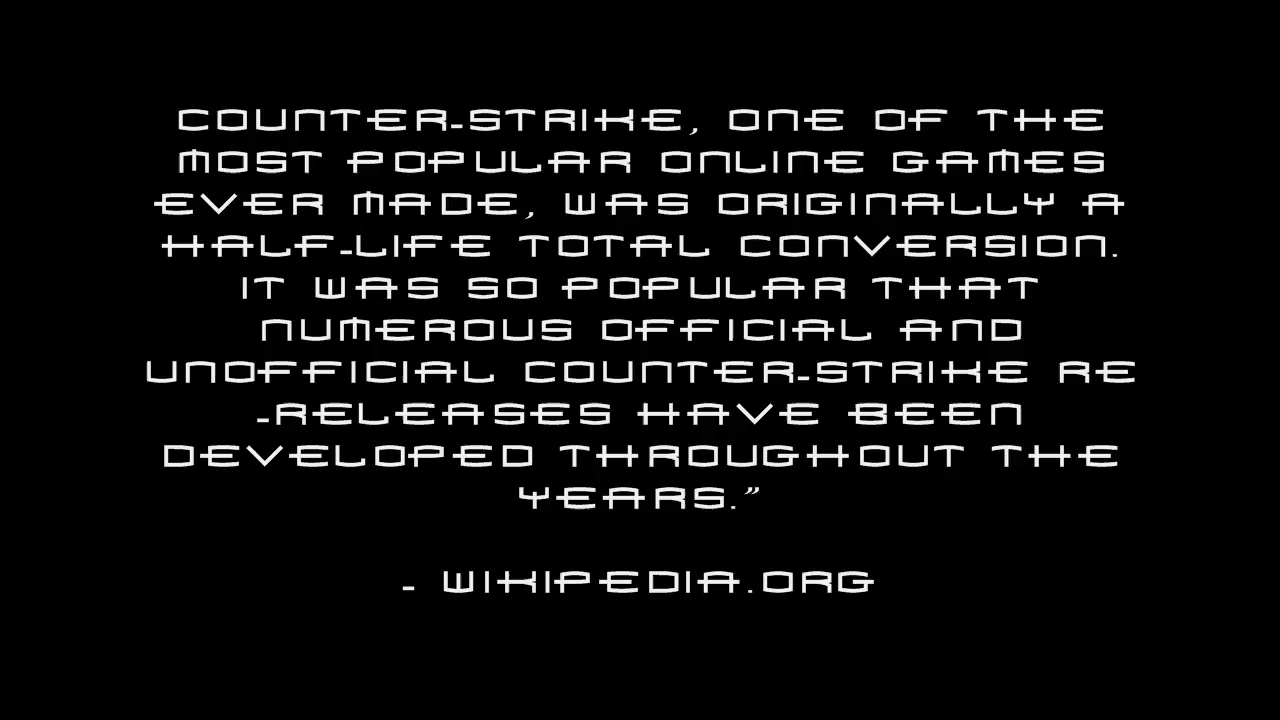 COUNTER-STRIKE, ONE OF THE
MOST POPULAR ONLINE GAMES
EVER MADE, WAS ORIGINALLY A
HALF-LIFE TOTAL CONVERSION.
IT WAS SO POPULAR THAT
NUMEROUS OFFICIAL AND
UNOFFICIAL COUNTER-STRIKE RE
-RELEASES HAVE BEEN
DEVELOPED THROUGHOUT THE
YEARS.”
- WIKIPEDIA.ORG